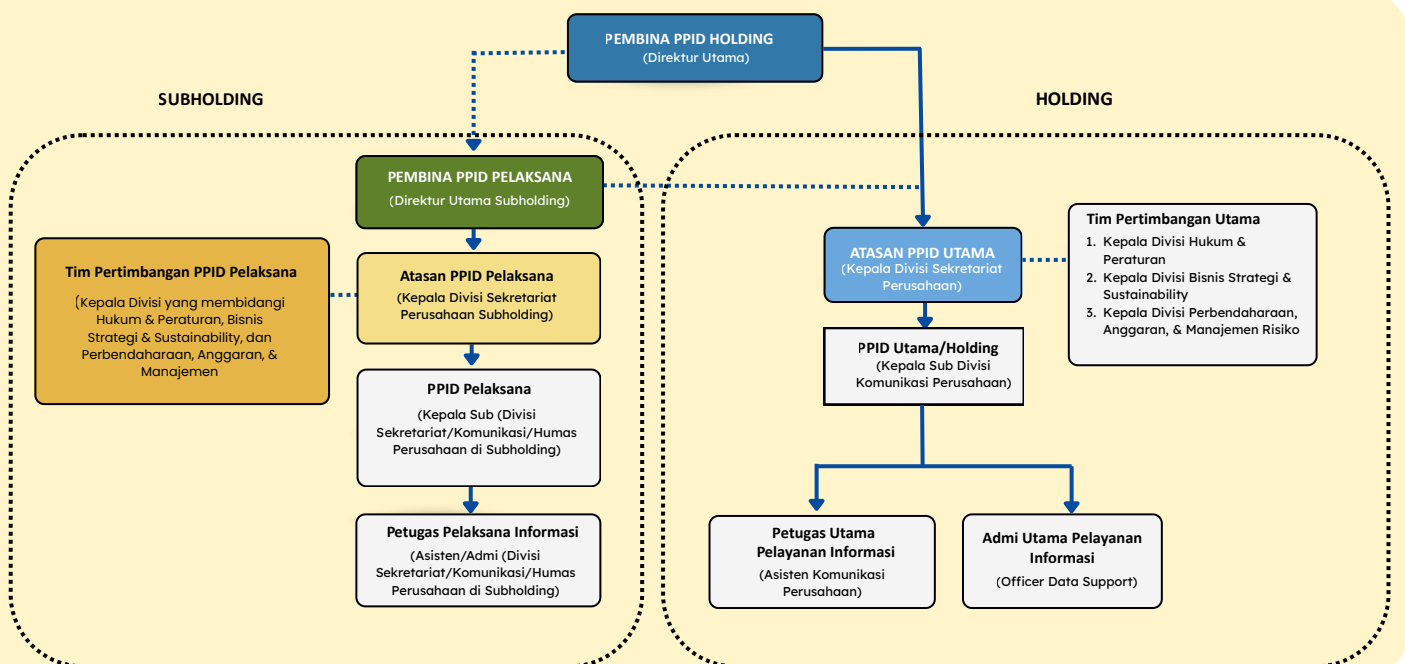 PEMBINA PPID HOLDING
(Direktur Utama)
SUBHOLDING
HOLDING
PEMBINA PPID PELAKSANA
(Direktur Utama Subholding)
Tim Pertimbangan PPID Pelaksana
(Kepala Divisi yang membidangi
Hukum & Peraturan, Bisnis
Strategi & Sustainability, dan
Perbendaharaan, Anggaran, &
Manajemen
Atasan PPID Pelaksana
(Kepala Divisi Sekretariat
Perusahaan Subholding)
PPID Pelaksana
(Kepala Sub (Divisi
Sekretariat/Komunikasi/Humas
Perusahaan di Subholding)
Petugas Pelaksana Informasi
(Asisten/Admi (Divisi
Sekretariat/Komunikasi/Humas
Perusahaan di Subholding)
ATASAN PPID UTAMA
(Kepala Divisi Sekretariat
Perusahaan)
Tim Pertimbangan Utama
1. Kepala Divisi Hukum &
Peraturan
2. Kepala Divisi Bisnis Strategi &
Sustainability
3. Kepala Divisi Perbendaharaan,
Anggaran, & Manajemen Risiko
PPID Utama/Holding
(Kepala Sub Divisi
Komunikasi Perusahaan)
Petugas Utama
Pelayanan Informasi
(Asisten Komunikasi
Perusahaan)
Admi Utama Pelayanan
Informasi
(Officer Data Support)